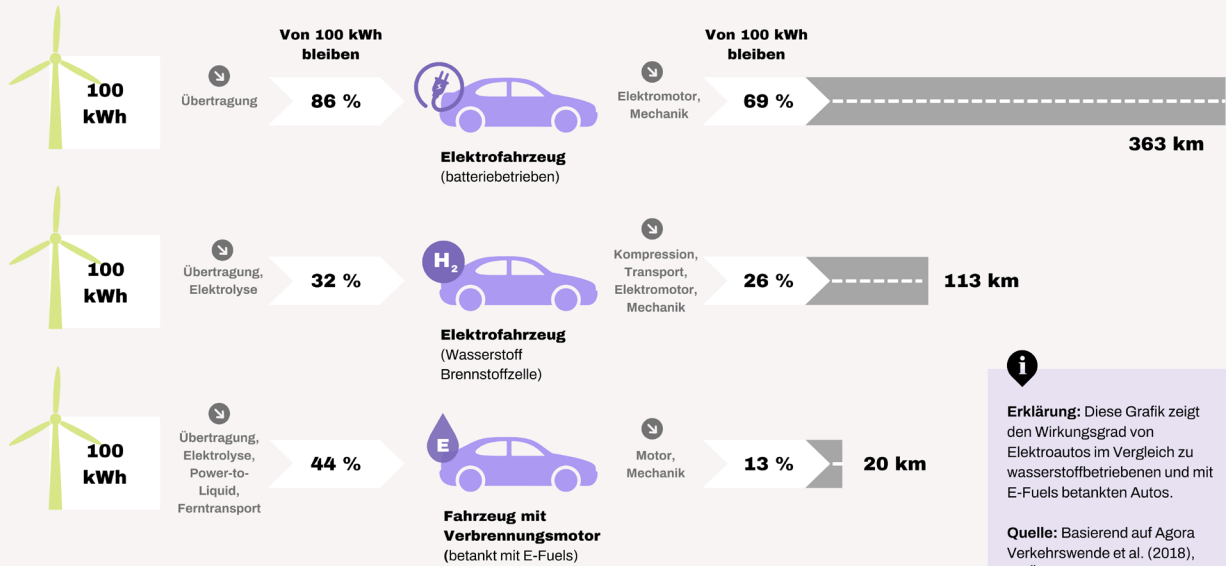 Von 100 kWh
bleiben
Von 100 kWh
bleiben
100
kWh
Übertragung
86 %
Elektromotor,
Mechanik
69 %
363 km
Elektrofahrzeug
(batteriebetrieben)
100
kWh
Übertragung,
Elektrolyse
32 %
H₂
Kompression,
Transport,
Elektromotor,
Mechanik
26 %
113 km
Elektrofahrzeug
(Wasserstoff
Brennstoffzelle)
100
kWh
Übertragung,
Elektrolyse,
Power-to-
Liquid,
Ferntransport
44 %
E
Motor,
Mechanik
13 %
20 km
Fahrzeug mit
Verbrennungsmotor
(betankt mit E-Fuels)
i
Erklärung: Diese Grafik zeigt
den Wirkungsgrad von
Elektroautos im Vergleich zu
wasserstoffbetriebenen und mit
E-Fuels betankten Autos.
Quelle: Basierend auf Agora
Verkehrswende et al. (2018),